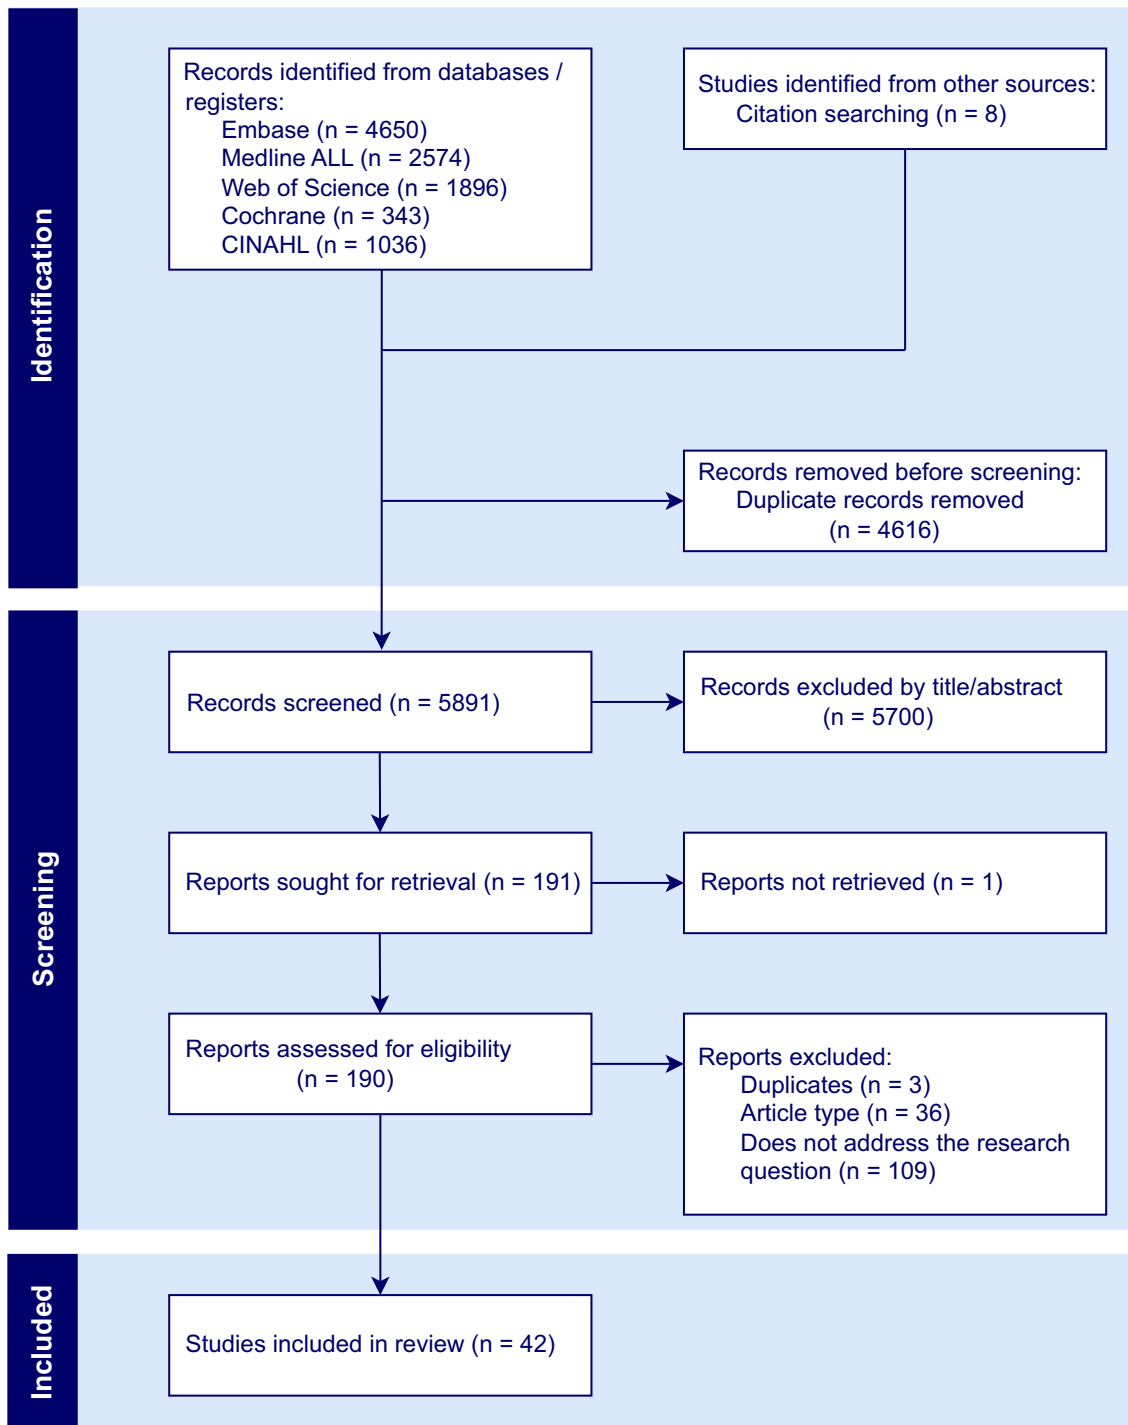 Identification
Records identified from databases /
registers:
Embase (n = 4650)
Medline ALL (n = 2574)
Web of Science (n = 1896)
Cochrane (n = 343)
CINAHL (n = 1036)
Studies identified from other sources:
Citation searching (n = 8)
Records removed before screening:
Duplicate records removed
(n = 4616)
Screening
Records screened (n = 5891)
Records excluded by title/abstract
(n = 5700)
Reports sought for retrieval (n = 191)
Reports not retrieved (n = 1)
Reports assessed for eligibility
(n = 190)
Reports excluded:
Duplicates (n = 3)
Article type (n = 36)
Does not address the research
question (n = 109)
Included
Studies included in review (n = 42)